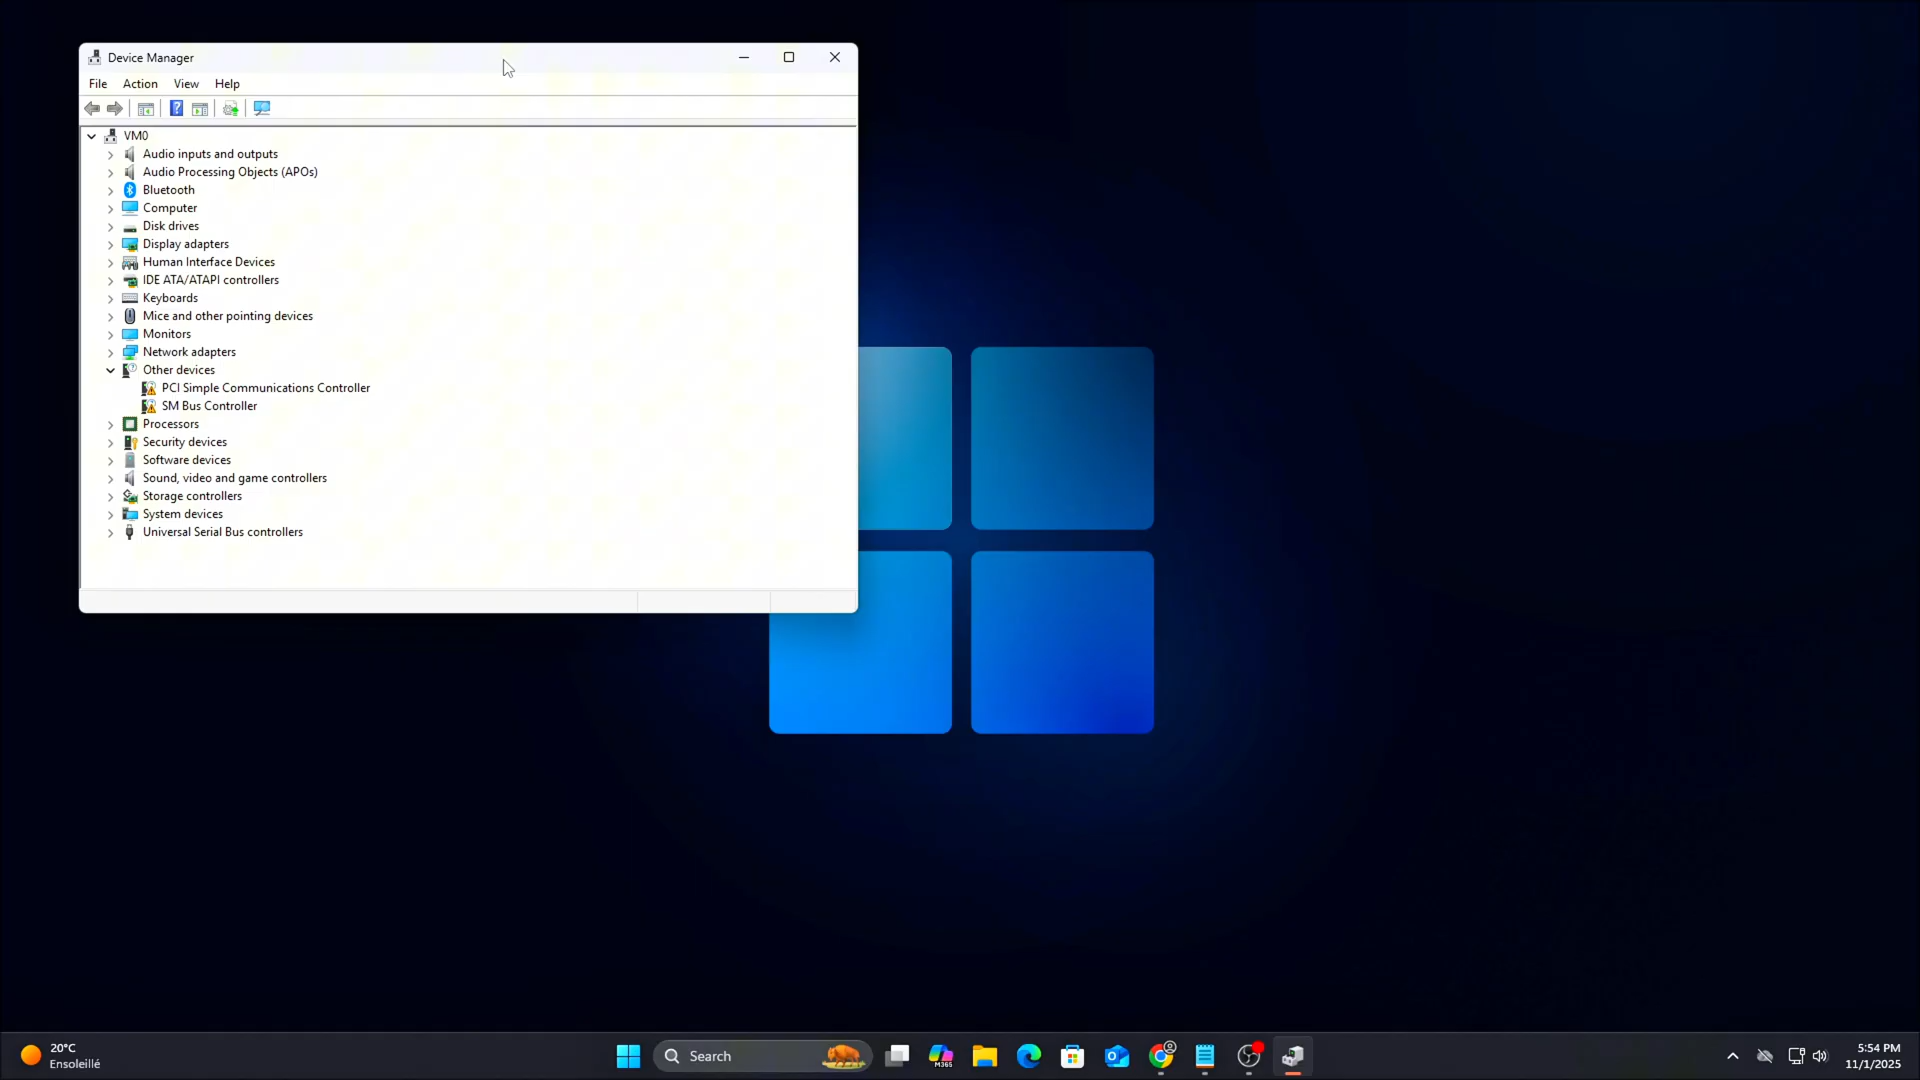 Device Manager
File Action View Help
VM0
Audio inputs and outputs
Audio Processing Objects (APOs)
Bluetooth
Computer
Disk drives
Display adapters
Human Interface Devices
IDE ATA/ATAPI controllers
Keyboards
Mice and other pointing devices
Monitors
Network adapters
Other devices
PCI Simple Communications Controller
SM Bus Controller
Processors
Security devices
Software devices
Sound, video and game controllers
Storage controllers
System devices
Universal Serial Bus controllers
20°C
Ensoleillé
Search
M365
5:54 PM
11/1/2025